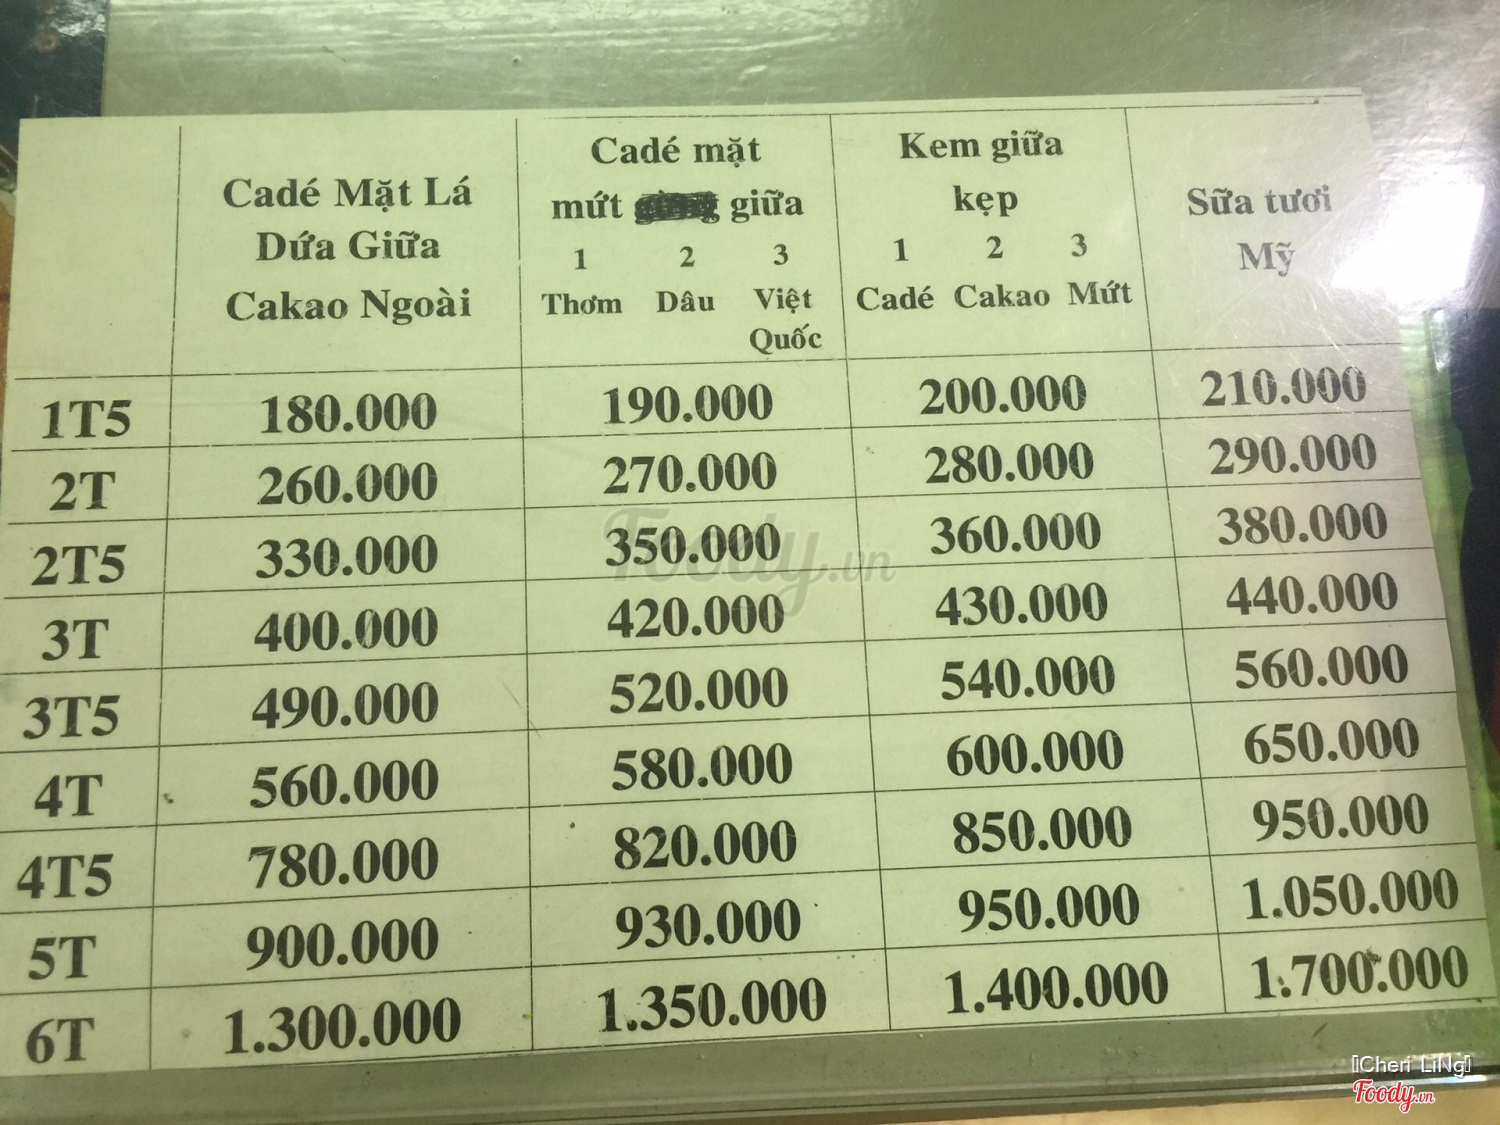 Cadé Mặt Lá
Dứa Giữa
Cakao Ngoài
Cadé mặt
mứt giữa
1 2 3
Thơm Dâu Việt
Quốc
Kem giữa
kẹp
1 2 3
Cadé Cakao Mứt
Sữa tươi
Mỹ
1T5 180.000 190.000 200.000 210.000
2T 260.000 270.000 280.000 290.000
2T5 330.000 350.000 360.000 380.000
3T 400.000 420.000 430.000 440.000
3T5 490.000 520.000 540.000 560.000
4T 560.000 580.000 600.000 650.000
4T5 780.000 820.000 850.000 950.000
5T 900.000 930.000 950.000 1.050.000
6T 1.300.000 1.350.000 1.400.000 1.700.000
Foody.vn
Cheri LiNg
Foody.vn